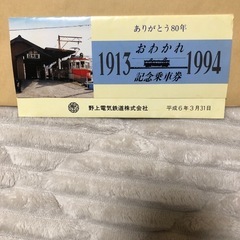 ありがとう80年
おわかれ
1913 1994
記念乗車券
野上電気鉄道株式会社 平成6年3月31日